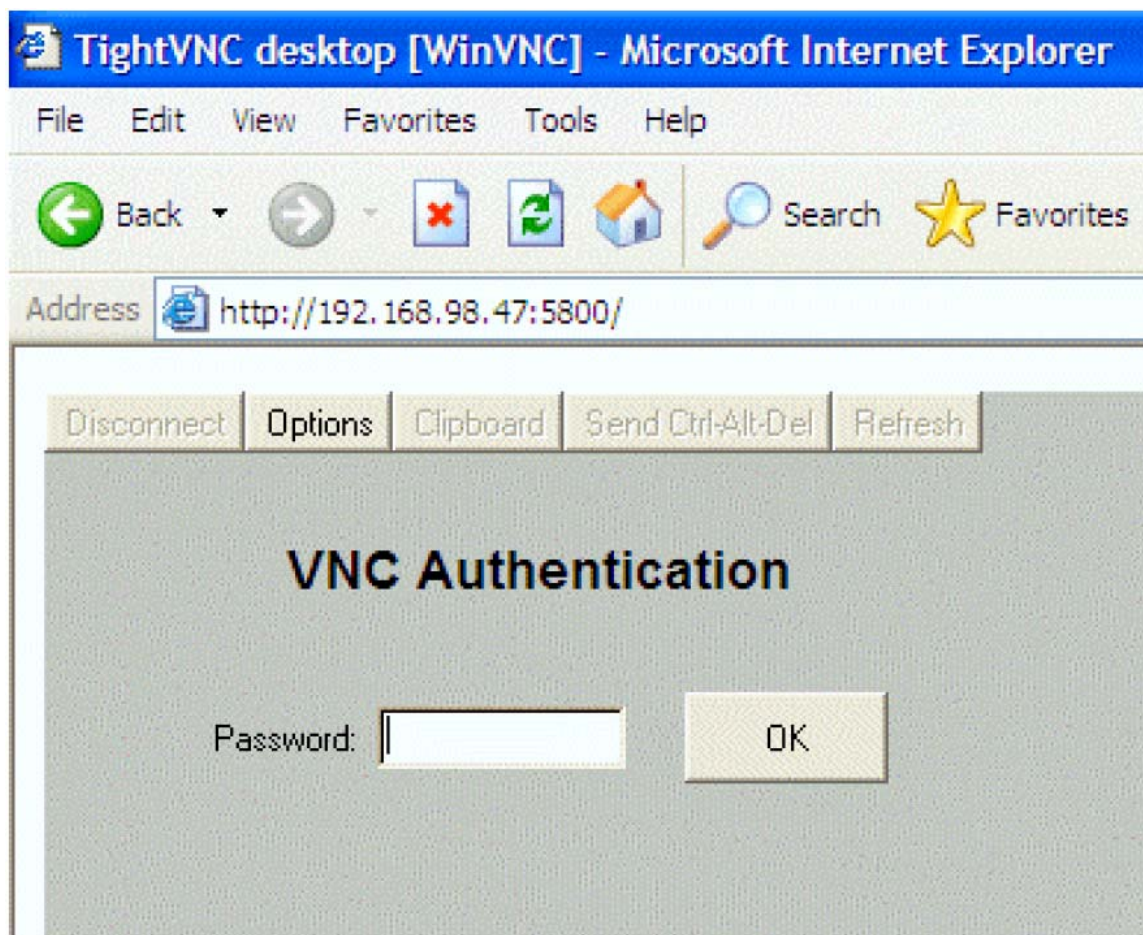 TightVNC desktop [WinVNC] - Microsoft Internet Explorer
File Edit View Favorites Tools Help
Back Search Favorites
Address http://192.168.98.47:5800/
Disconnect Options Clipboard Send Ctrl-Alt-Del Refresh
VNC Authentication
Password: OK